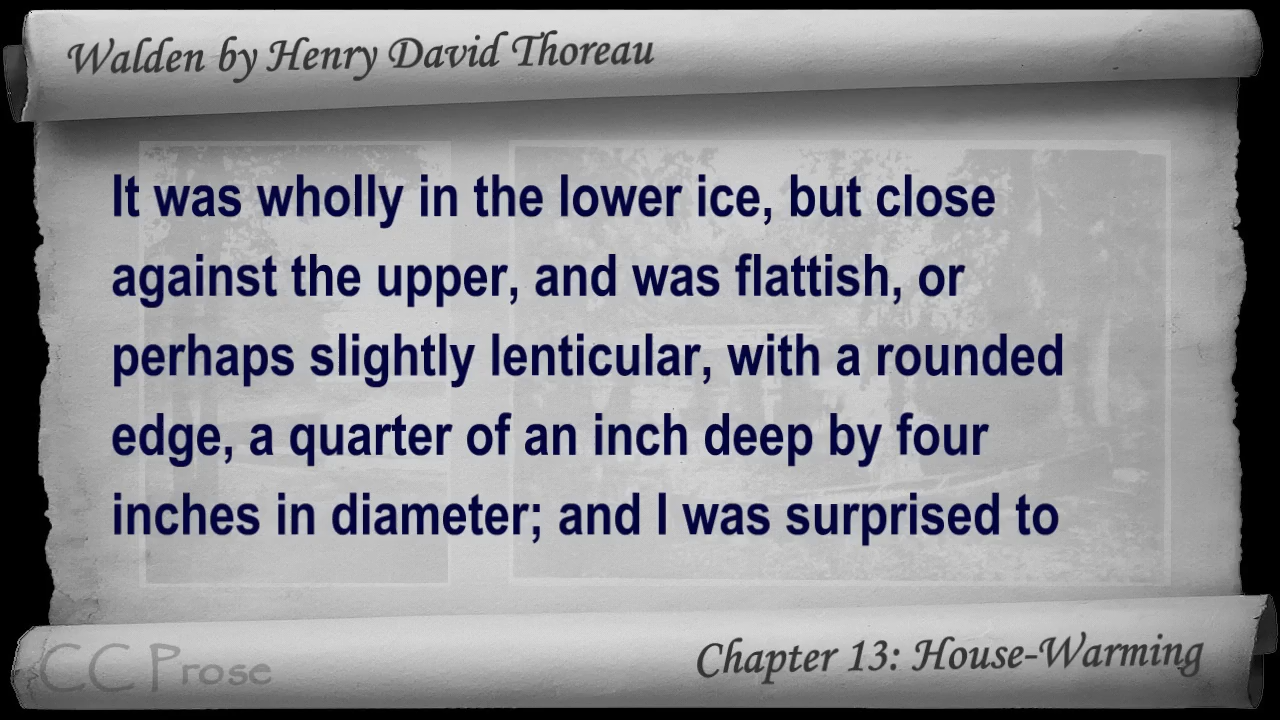 Walden by Henry David Thoreau
It was wholly in the lower ice, but close
against the upper, and was flattish, or
perhaps slightly lenticular, with a rounded
edge, a quarter of an inch deep by four
inches in diameter; and I was surprised to
CC Prose
Chapter 13: House-Warming